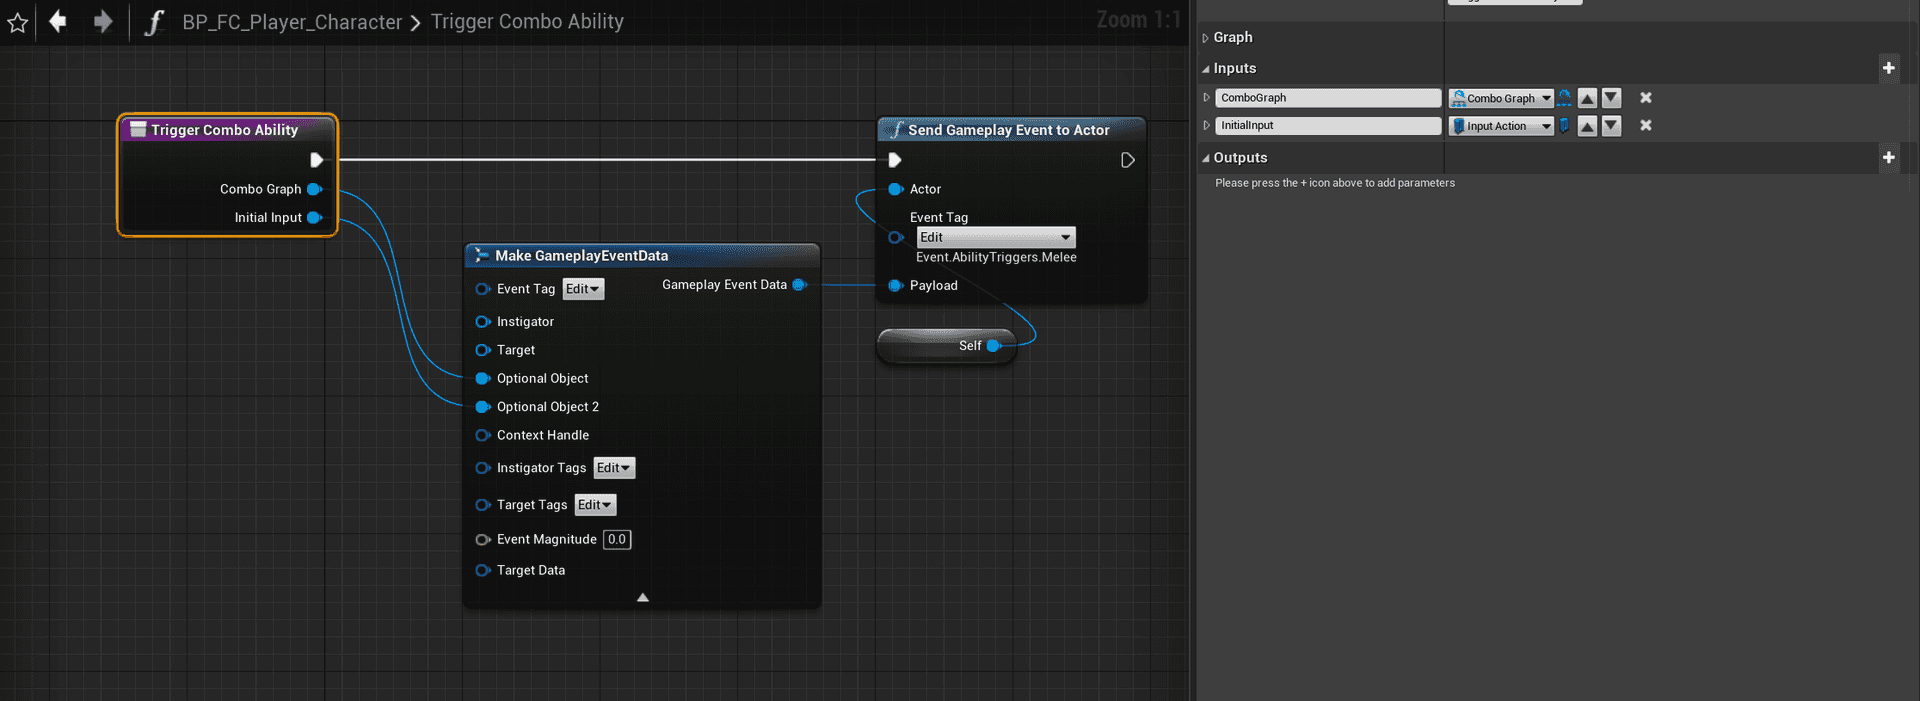 BP_FC_Player_Character > Trigger Combo Ability
Zoom 1:1
Trigger Combo Ability
Combo Graph
Initial Input
Make GameplayEventData
Event Tag Edit
Gameplay Event Data
Instigator
Target
Optional Object
Optional Object 2
Context Handle
Instigator Tags Edit
Target Tags Edit
Event Magnitude 0.0
Target Data
Send Gameplay Event to Actor
Actor
Event Tag
Edit
Event.AbilityTriggers.Melee
Payload
Self
Graph
Inputs
ComboGraph Combo Graph
InitialInput Input Action
Outputs
Please press the + icon above to add parameters